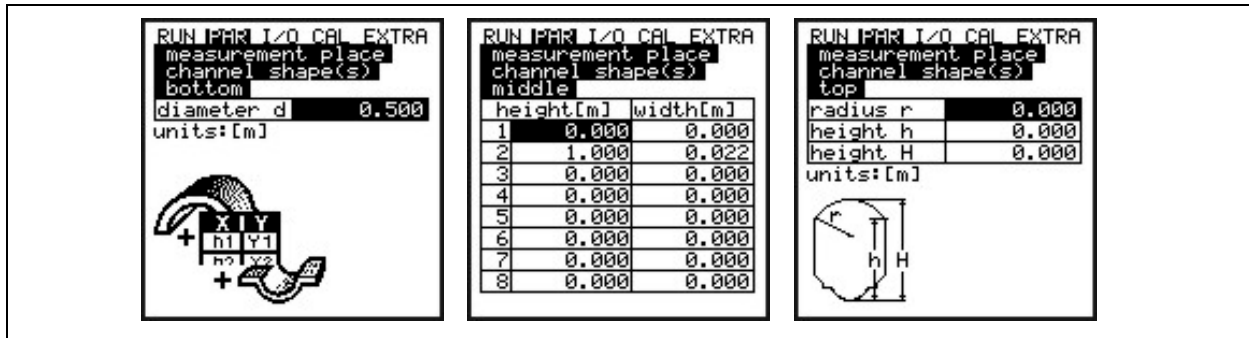 RUN PAR I/O CAL EXTRA
measurement place
channel shape(s)
bottom
diameter d 0.500
units:[m]
X Y
h1 Y1
h2 Y2
RUN PAR I/O CAL EXTRA
measurement place
channel shape(s)
middle
height[m] width[m]
1 0.000 0.000
2 1.000 0.022
3 0.000 0.000
4 0.000 0.000
5 0.000 0.000
6 0.000 0.000
7 0.000 0.000
8 0.000 0.000
RUN PAR I/O CAL EXTRA
measurement place
channel shape(s)
top
radius r 0.000
height h 0.000
height H 0.000
units:[m]
r
h H